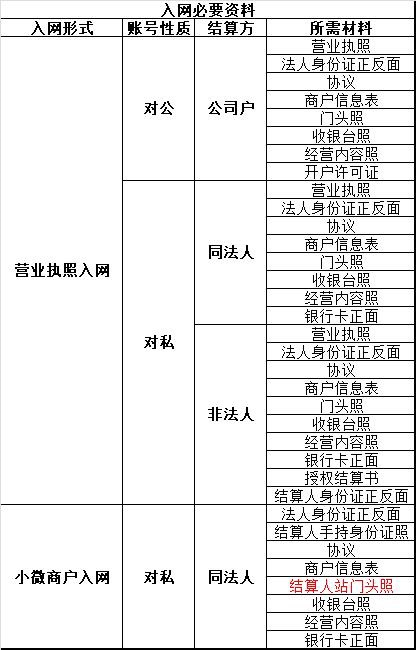 入网必要资料
入网形式 账号性质 结算方 所需材料
营业执照入网 对公 公司户 营业执照
法人身份证正反面
协议
商户信息表
门头照
收银台照
经营内容照
开户许可证
对私 同法人 营业执照
法人身份证正反面
协议
商户信息表
门头照
收银台照
经营内容照
银行卡正面
非法人 营业执照
法人身份证正反面
协议
商户信息表
门头照
收银台照
经营内容照
银行卡正面
授权结算书
结算人身份证正反面
小微商户入网 对私 同法人 法人身份证正反面
结算人手持身份证照
协议
商户信息表
结算人站门头照
收银台照
经营内容照
银行卡正面